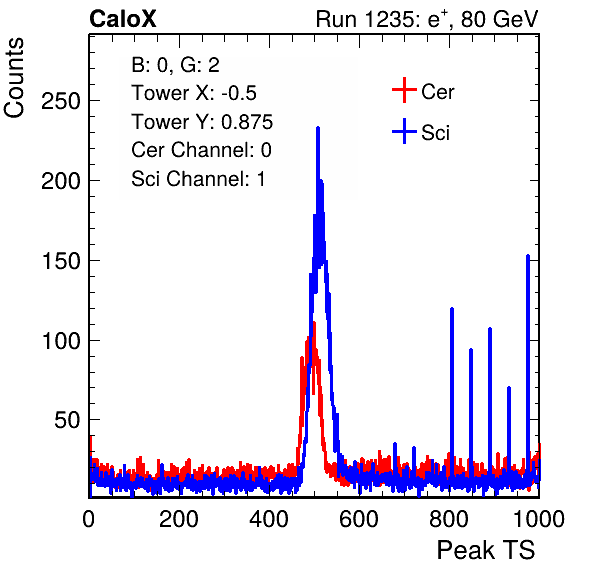 CaloX Run 1235: e⁺, 80 GeV
Counts
B: 0, G: 2
Tower X: -0.5
Tower Y: 0.875
Cer Channel: 0
Sci Channel: 1
Cer
Sci
250
200
150
100
50
0 200 400 600 800 1000
Peak TS